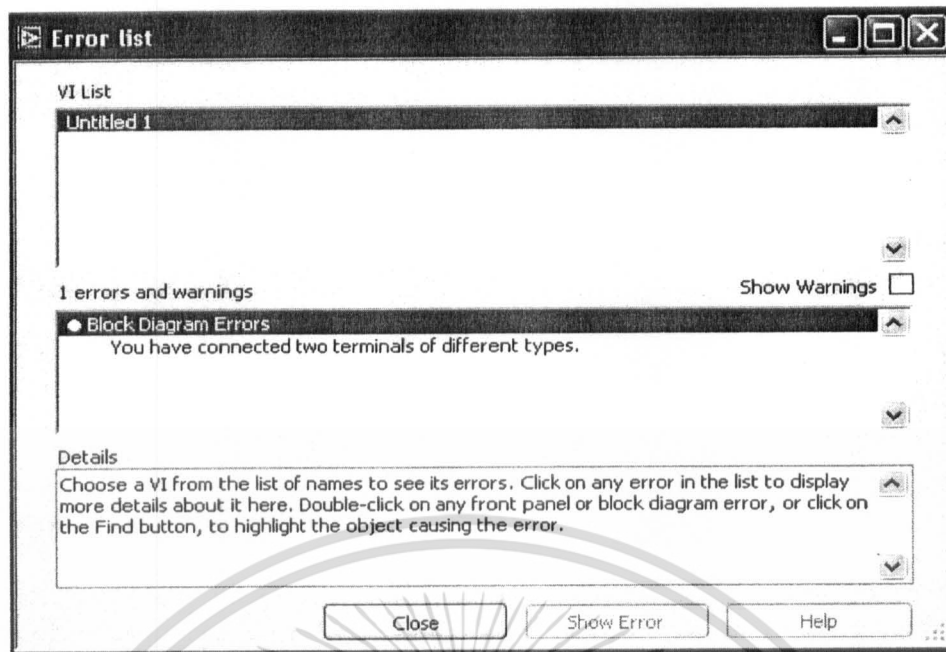 Error list
VI List
Untitled 1
1 errors and warnings
Show Warnings
Block Diagram Errors
You have connected two terminals of different types.
Details
Choose a VI from the list of names to see its errors. Click on any error in the list to display
more details about it here. Double-click on any front panel or block diagram error, or click on
the Find button, to highlight the object causing the error.
Close
Show Error
Help